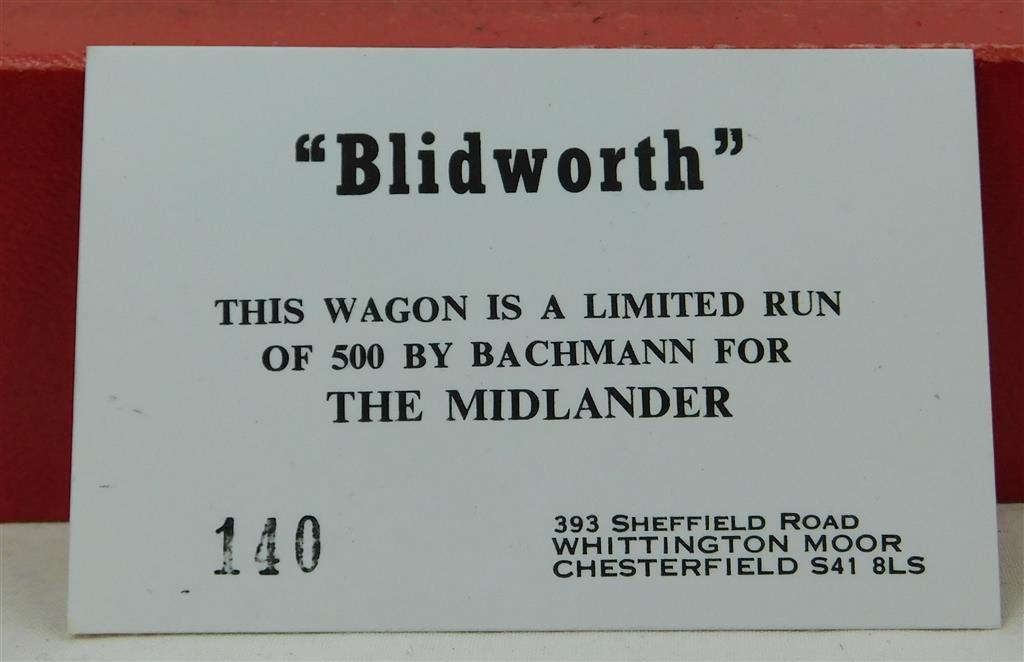 “Blidworth”
THIS WAGON IS A LIMITED RUN
OF 500 BY BACHMANN FOR
THE MIDLANDER
140
393 SHEFFIELD ROAD
WHITTINGTON MOOR
CHESTERFIELD S41 8LS